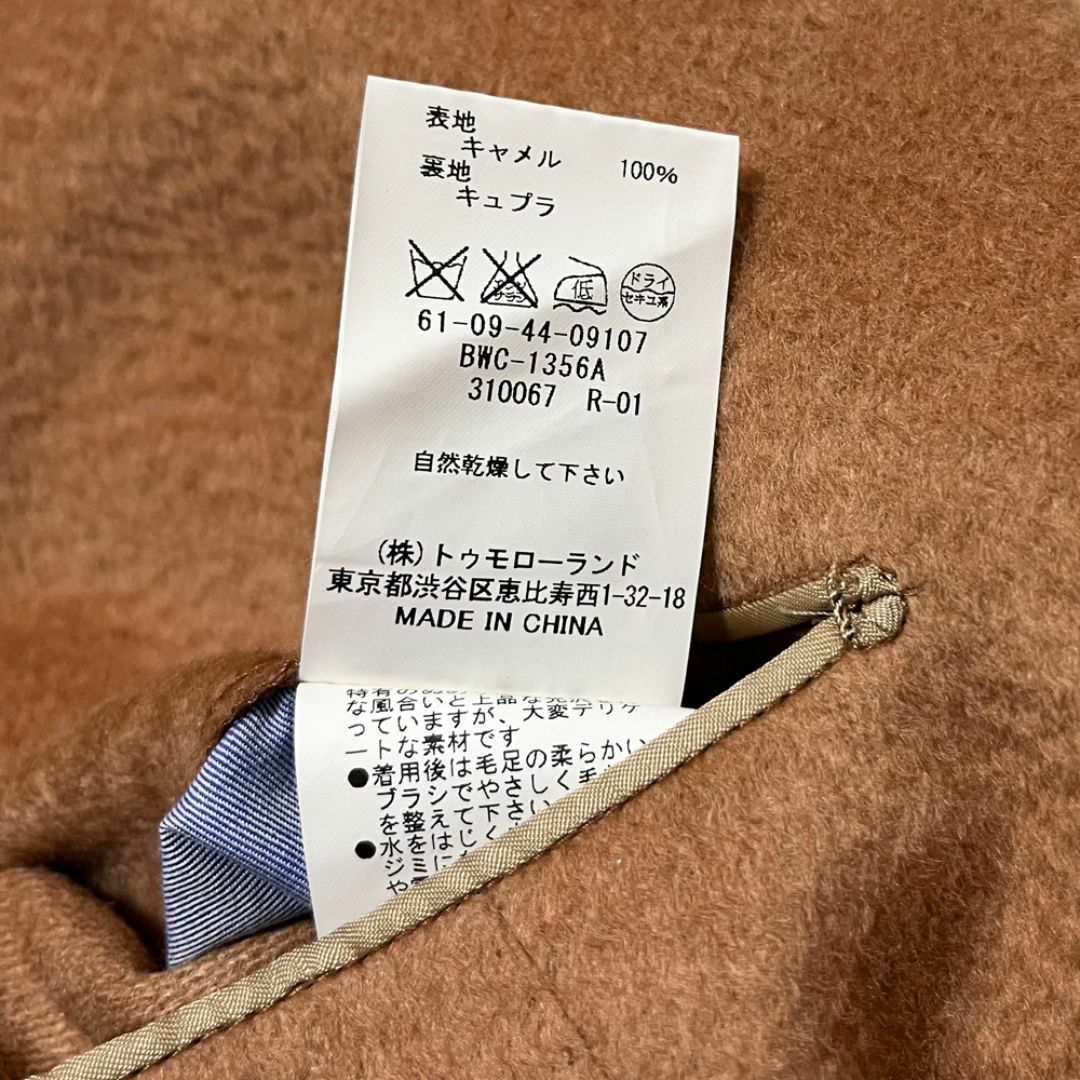 表地
キャメル 100%
裏地
キュプラ
低
ドライ
セキユ系
61-09-44-09107
BWC-1356A
310067 R-01
自然乾燥して下さい
(株)トゥモローランド
東京都渋谷区恵比寿西1-32-18
MADE IN CHINA
な風合いと上品な
っていますが、大変デリケ
ートな素材です
●着用後は毛足の柔らかい
ブラシでやさしく毛
を整えて下さい
●水をはじく
ジミに
や